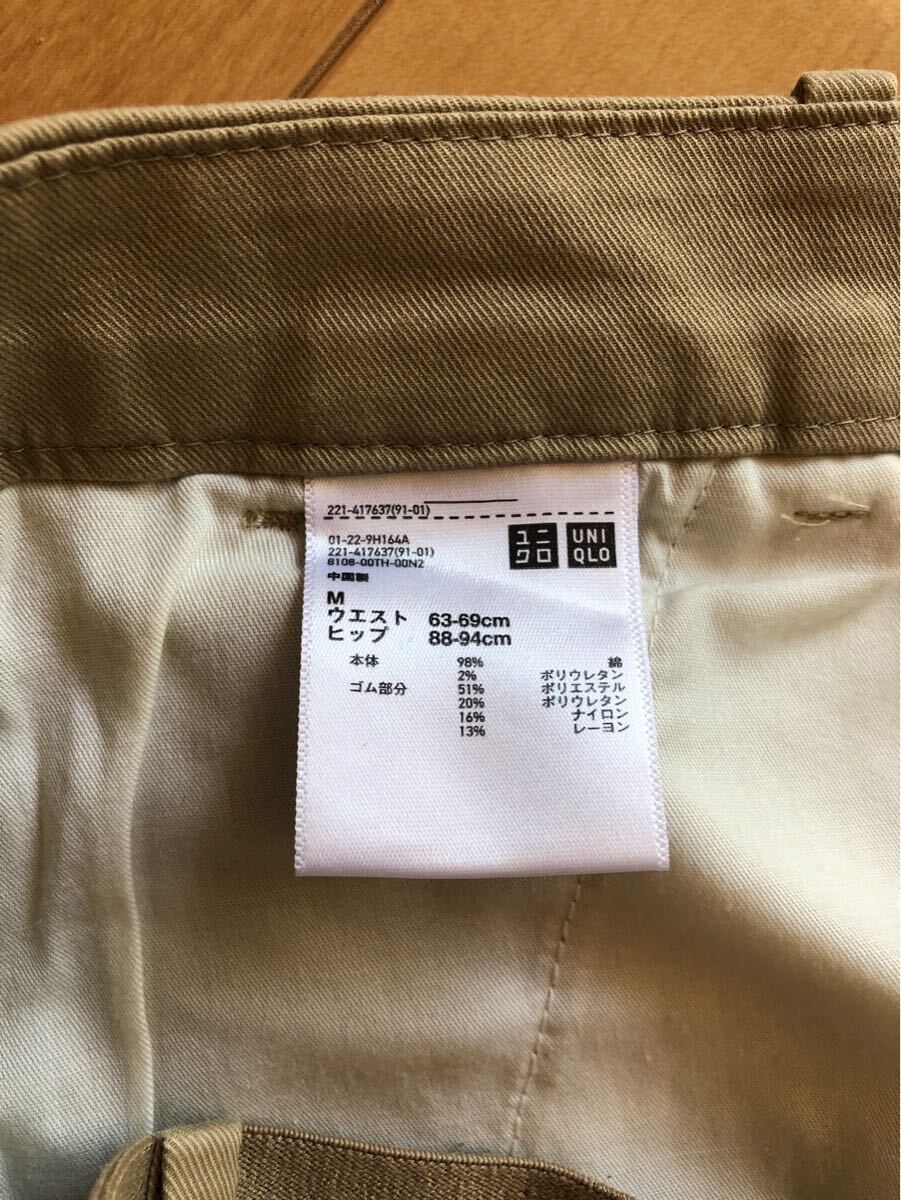 221-417637(91-01)
01-22-9H164A
221-417637(91-01)
8108-00TH-00N2
中国製
ユニ
クロ
UNI
QLO
M
ウエスト 63-69cm
ヒップ 88-94cm
本体 98% 綿
2% ポリウレタン
ゴム部分 51% ポリエステル
20% ポリウレタン
16% ナイロン
13% レーヨン